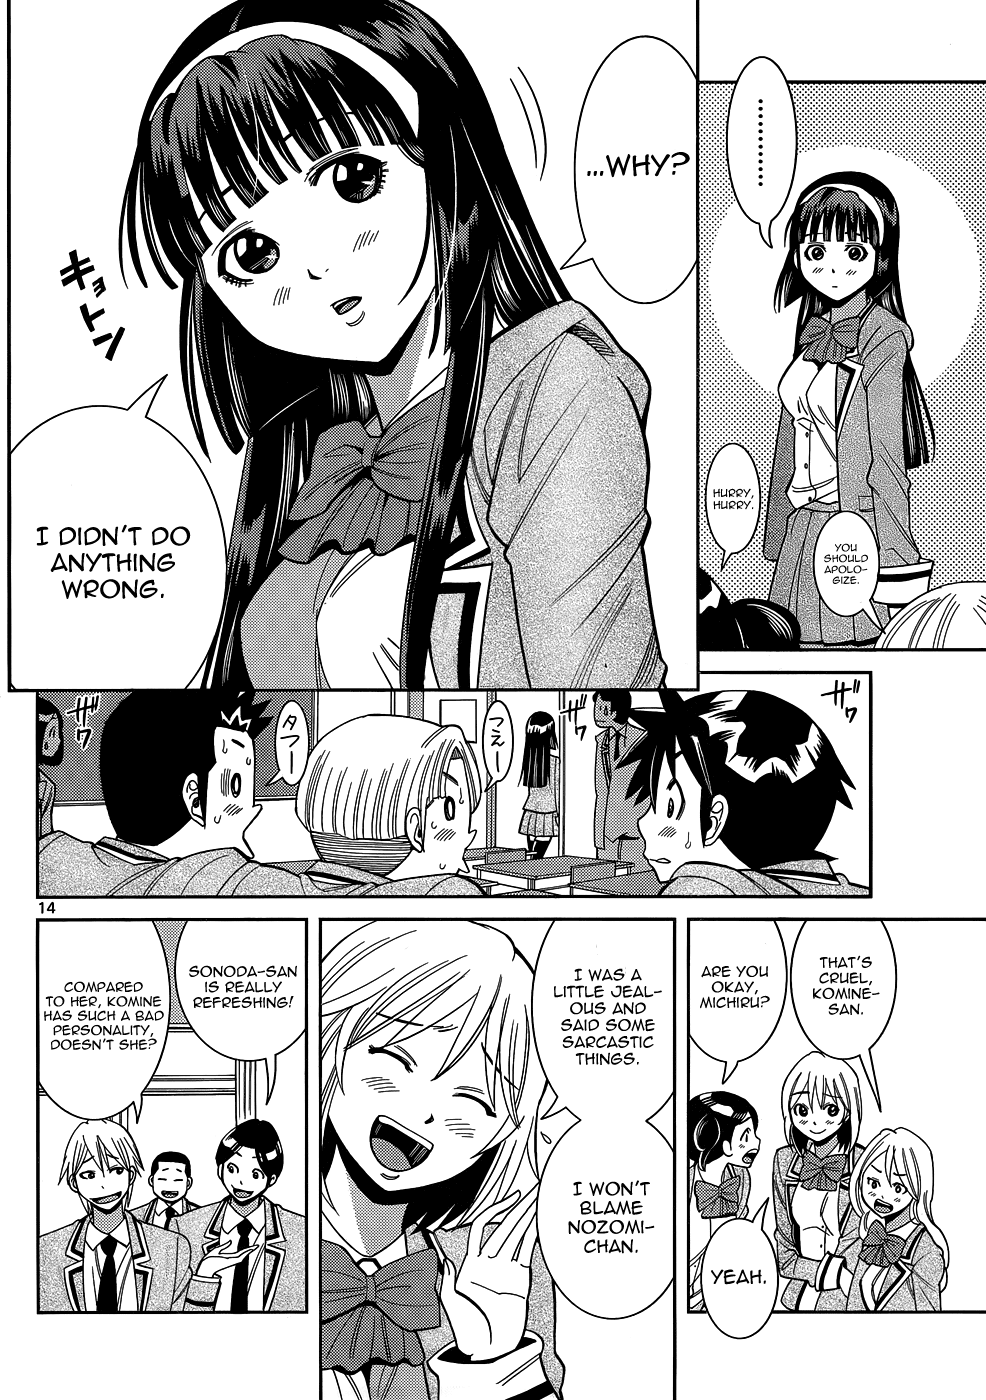 ............
HURRY,
HURRY.
YOU
SHOULD
APOLO-
SIZE.
...WHY?
キョトン
I DIDN'T DO
ANYTHING
WRONG.
ザワ
つえー
タフー
ザワ
THAT'S
CRUEL,
KOMINE-
SAN.
ARE YOU
OKAY,
MICHIRU?
YEAH.
I WAS A
LITTLE JEAL-
OUS AND
SAID SOME
SARCASTIC
THINGS.
I WON'T
BLAME
NOZOMI-
CHAN.
SONODA-SAN
IS REALLY
REFRESHING!
COMPARED
TO HER, KOMINE
HAS SUCH A BAD
PERSONALITY,
DOESN'T SHE?
14